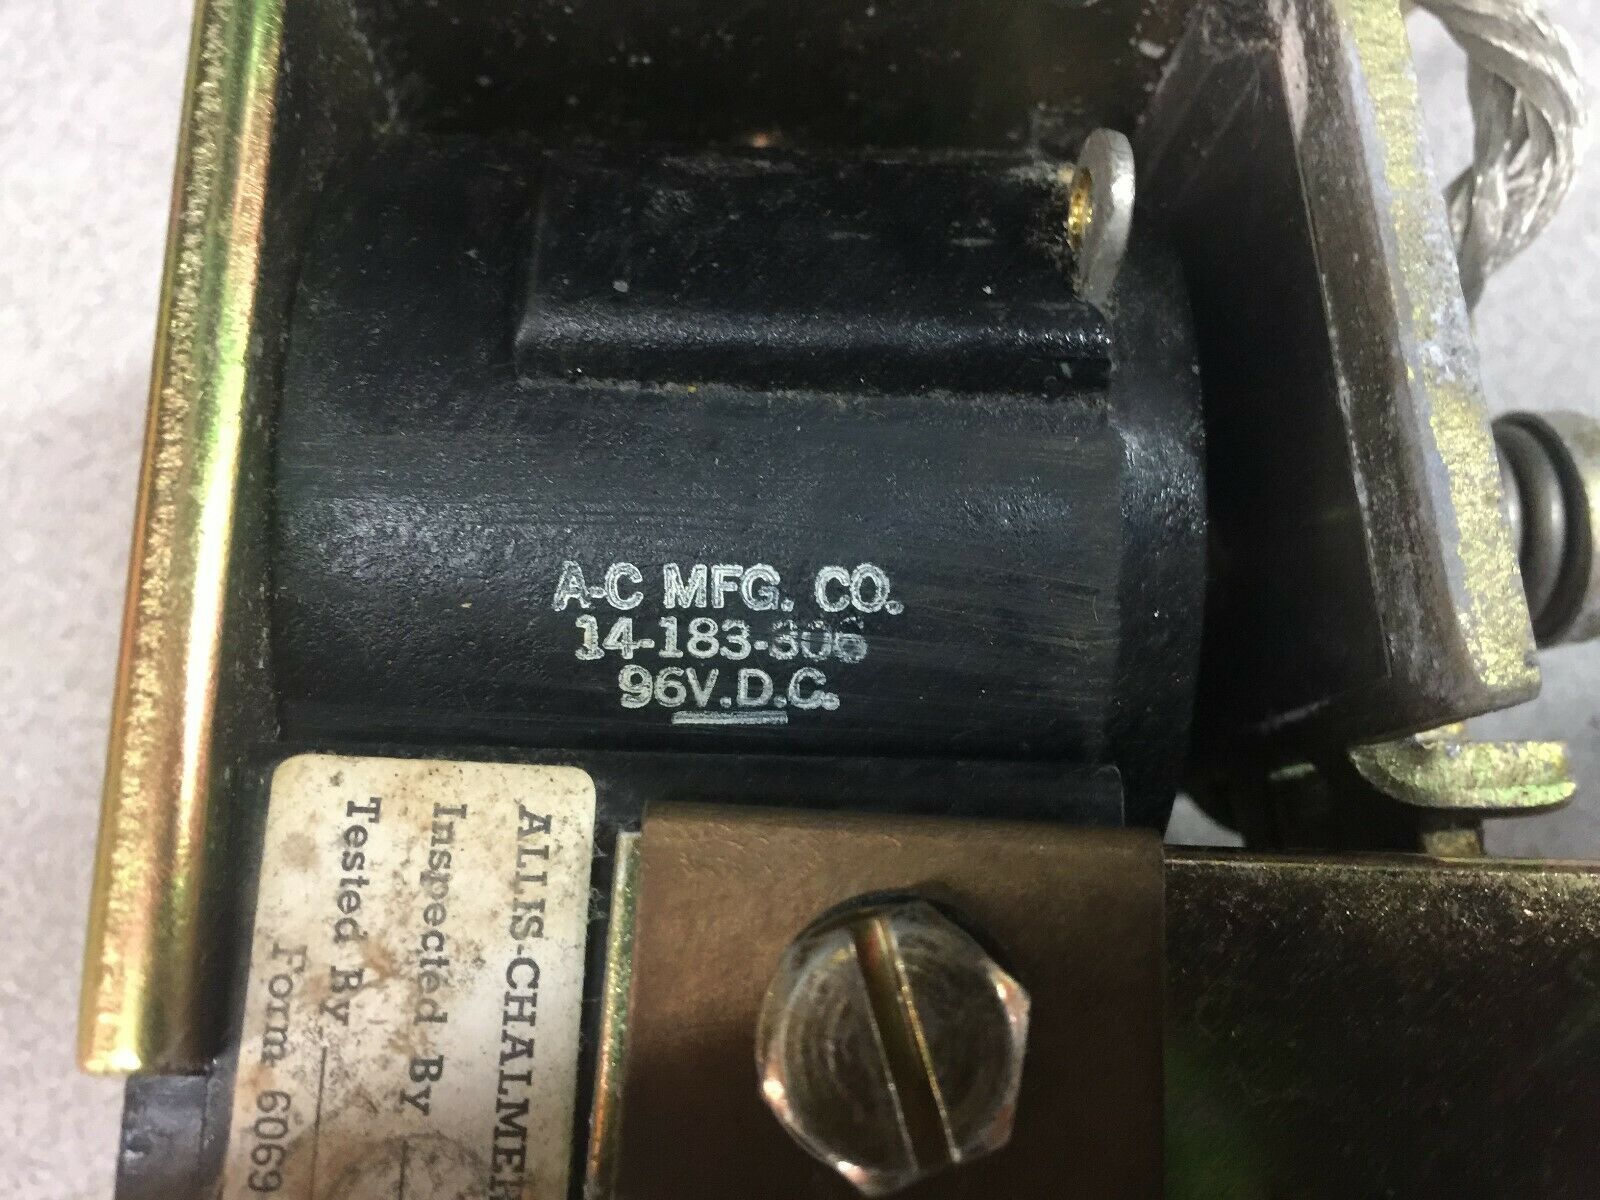 A-C MFG. CO.
14-183-306
96V.D.C.
ALLIS-CHALMER
Inspected By
Tested By
Form 6069